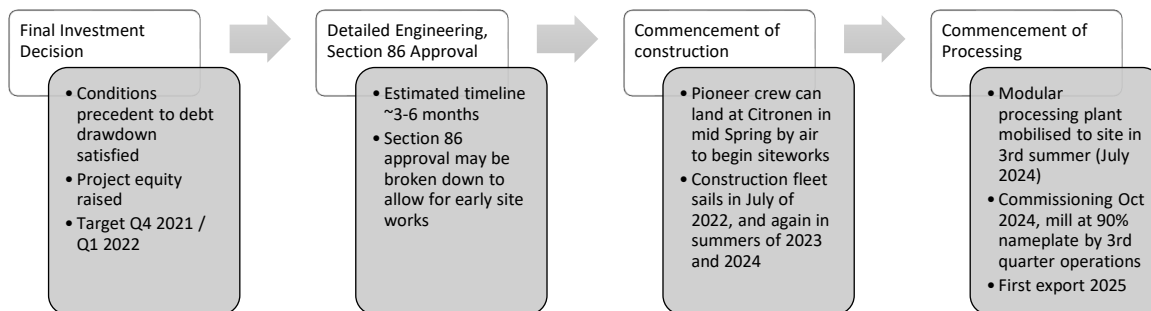 Final Investment
Decision
• Conditions
precedent to debt
drawdown
satisfied
• Project equity
raised
• Target Q4 2021 /
Q1 2022
Detailed Engineering,
Section 86 Approval
• Estimated timeline
~3-6 months
• Section 86
approval may be
broken down to
allow for early site
works
Commencement of
construction
• Pioneer crew can
land at Citronen in
mid Spring by air
to begin siteworks
• Construction fleet
sails in July of
2022, and again in
summers of 2023
and 2024
Commencement of
Processing
• Modular
processing plant
mobilised to site in
3rd summer (July
2024)
• Commissioning Oct
2024, mill at 90%
nameplate by 3rd
quarter operations
• First export 2025